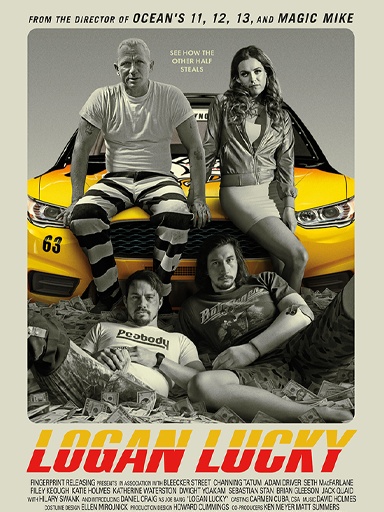 FROM THE DIRECTOR OF OCEAN'S 11, 12, 13, AND MAGIC MIKE
SEE HOW THE
OTHER HALF
STEALS
63
Peabody
LOGAN LUCKY
FINGERPRINT RELEASING PRESENTS IN ASSOCIATION WITH BLEECKER STREET CHANNING TATUM ADAM DRIVER SETH MacFARLANE
RILEY KEOUGH KATIE HOLMES KATHERINE WATERSTON DWIGHT YOAKAM SEBASTIAN STAN BRIAN GLEESON JACK QUAID
WITH HILARY SWANK AND INTRODUCING DANIEL CRAIG AS JOE BANG "LOGAN LUCKY" CASTING CARMEN CUBA, CSA MUSIC DAVID HOLMES
COSTUME DESIGN ELLEN MIROJNICK PRODUCTION DESIGN HOWARD CUMMINGS CO-PRODUCERS KEN MEYER MATT SUMMERS